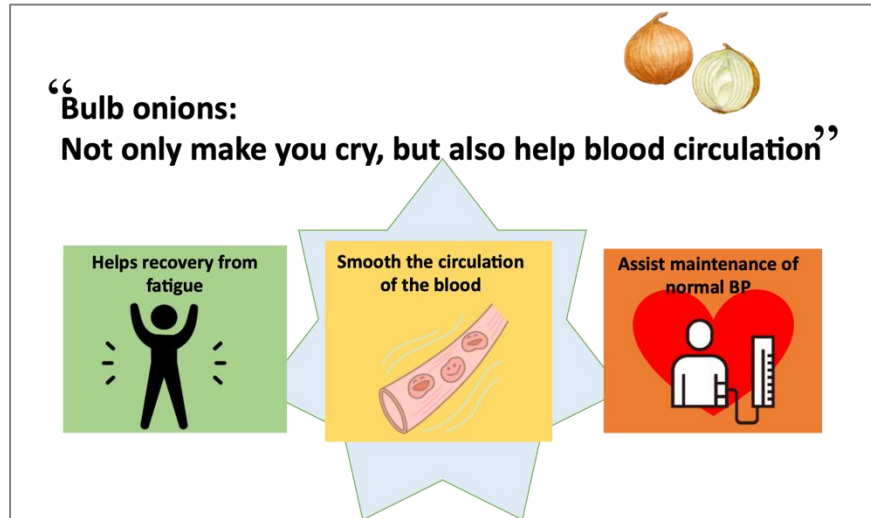 “Bulb onions:
Not only make you cry, but also help blood circulation”
Helps recovery from
fatigue
Smooth the circulation
of the blood
Assist maintenance of
normal BP